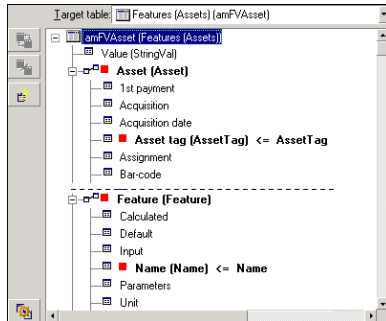 Target table: Features (Assets) (amFVAsset)
amFVAsset (Features (Assets))
Value (StringVal)
Asset (Asset)
1st payment
Acquisition
Acquisition date
Asset tag (AssetTag) <= AssetTag
Assignment
Bar-code
Feature (Feature)
Calculated
Default
Input
Name (Name) <= Name
Parameters
Unit